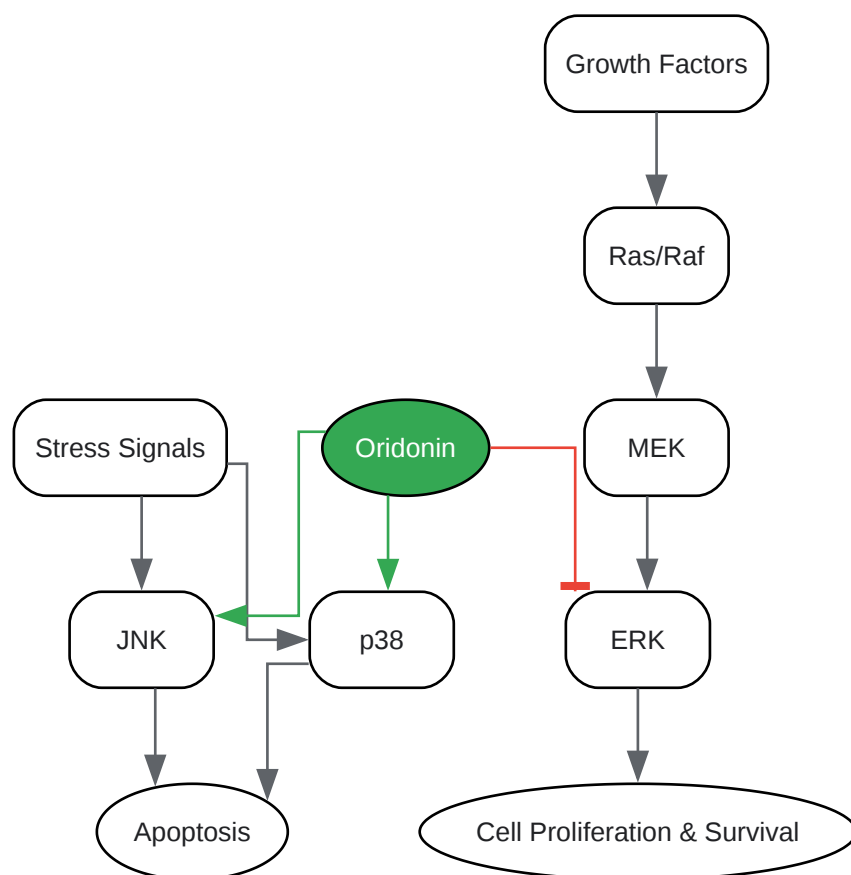 Growth Factors
Ras/Raf
Stress Signals
Oridonin
MEK
JNK
p38
ERK
Apoptosis
Cell Proliferation & Survival